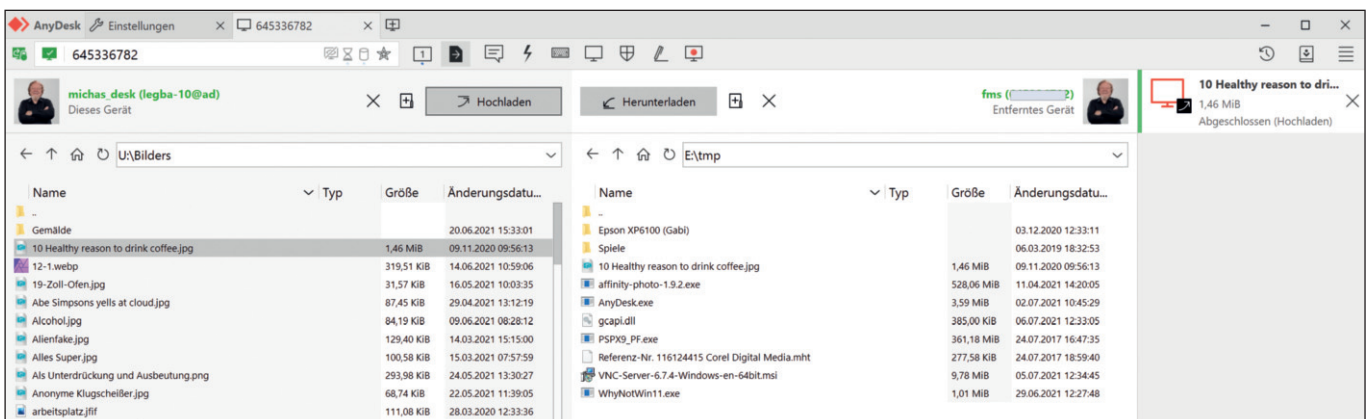 AnyDesk Einstellungen 645336782
645336782 1
michas_desk (legba-10@ad)
Dieses Gerät
Hochladen
Herunterladen
fms (
Entferntes Gerät
10 Healthy reason to dri...
1,46 MiB
Abgeschlossen (Hochladen)
U:\Bilders
Name Typ Größe Änderungsdatu...
..
Gemälde 20.06.2021 15:33:01
10 Healthy reason to drink coffee.jpg 1,46 MiB 09.11.2020 09:56:13
12-1.webp 319,51 KiB 14.06.2021 10:59:06
19-Zoll-Ofen.jpg 31,57 KiB 16.05.2021 10:03:35
Abe Simpsons yells at cloud.jpg 87,45 KiB 29.04.2021 13:12:19
Alcohol.jpg 84,19 KiB 09.06.2021 08:28:12
Alienfake.jpg 129,40 KiB 14.03.2021 15:15:00
Alles Super.jpg 100,58 KiB 15.03.2021 07:57:59
Als Unterdrückung und Ausbeutung.png 293,98 KiB 24.05.2021 13:30:27
Anonyme Klugscheißer.jpg 68,74 KiB 22.05.2021 11:39:05
arbeitsplatz.jfif 111,08 KiB 28.03.2020 12:33:36
E:\tmp
Name Typ Größe Änderungsdatu...
..
Epson XP6100 (Gabi) 03.12.2020 12:33:11
Spiele 06.03.2019 18:32:53
10 Healthy reason to drink coffee.jpg 1,46 MiB 09.11.2020 09:56:13
affinity-photo-1.9.2.exe 528,06 MiB 11.04.2021 14:20:05
AnyDesk.exe 3,59 MiB 02.07.2021 10:45:29
gcapi.dll 385,00 KiB 06.07.2021 12:33:05
PSPX9_PF.exe 361,18 MiB 24.07.2017 16:47:35
Referenz-Nr. 116124415 Corel Digital Media.mht 277,58 KiB 24.07.2017 18:59:40
VNC-Server-6.7.4-Windows-en-64bit.msi 9,78 MiB 05.07.2021 12:34:45
WhyNotWin11.exe 1,01 MiB 29.06.2021 12:27:48